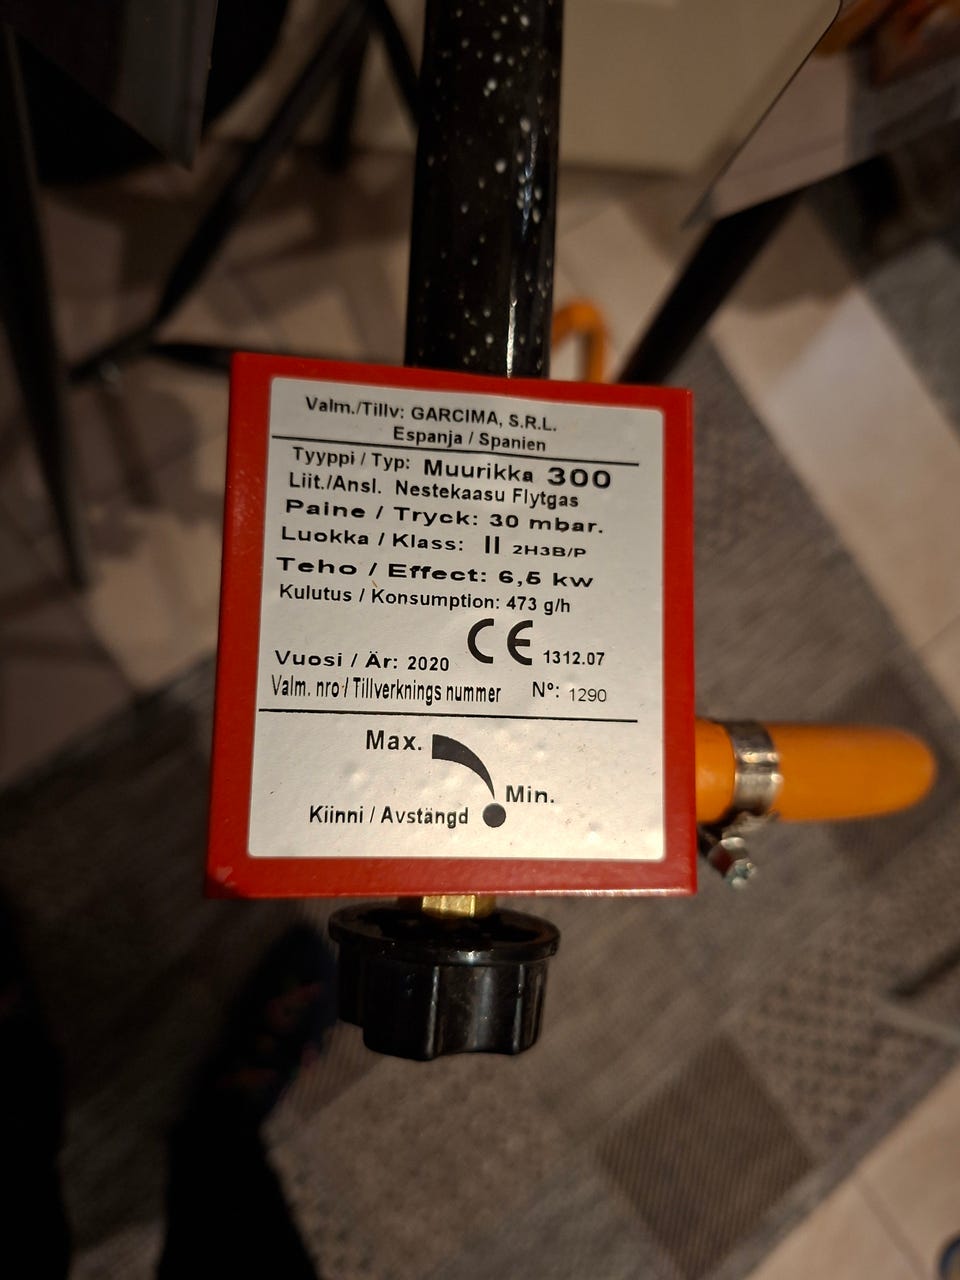 Valm./Tillv: GARCIMA, S.R.L.
Espanja / Spanien
Tyyppi / Typ: Muurikka 300
Liit./Ansl. Nestekaasu Flytgas
Paine / Tryck: 30 mbar.
Luokka / Klass: II 2H3B/P
Teho / Effect: 6,5 kw
Kulutus / Konsumption: 473 g/h
CE
Vuosi / Är: 2020 1312.07
Valm. nro / Tillverknings nummer Nº: 1290
Max.
Min.
Kiinni / Avstängd